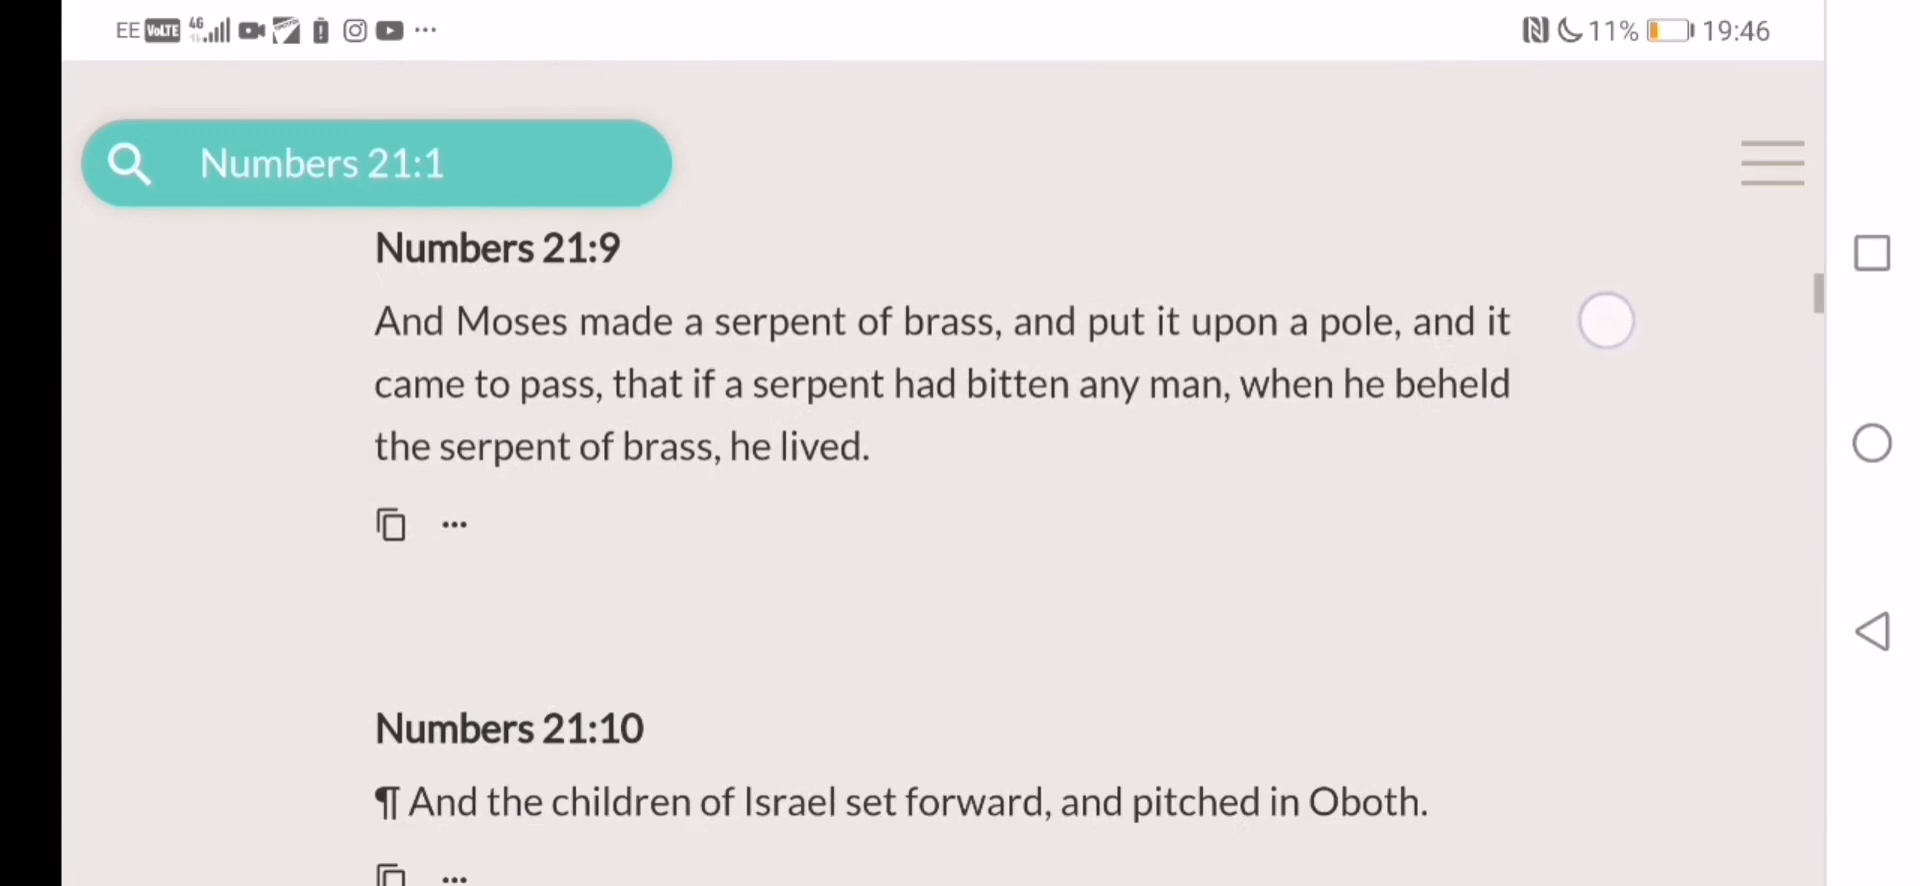 EE VoLTE 4G 11% 19:46
Numbers 21:1
Numbers 21:9
And Moses made a serpent of brass, and put it upon a pole, and it
came to pass, that if a serpent had bitten any man, when he beheld
the serpent of brass, he lived.
Numbers 21:10
¶ And the children of Israel set forward, and pitched in Oboth.